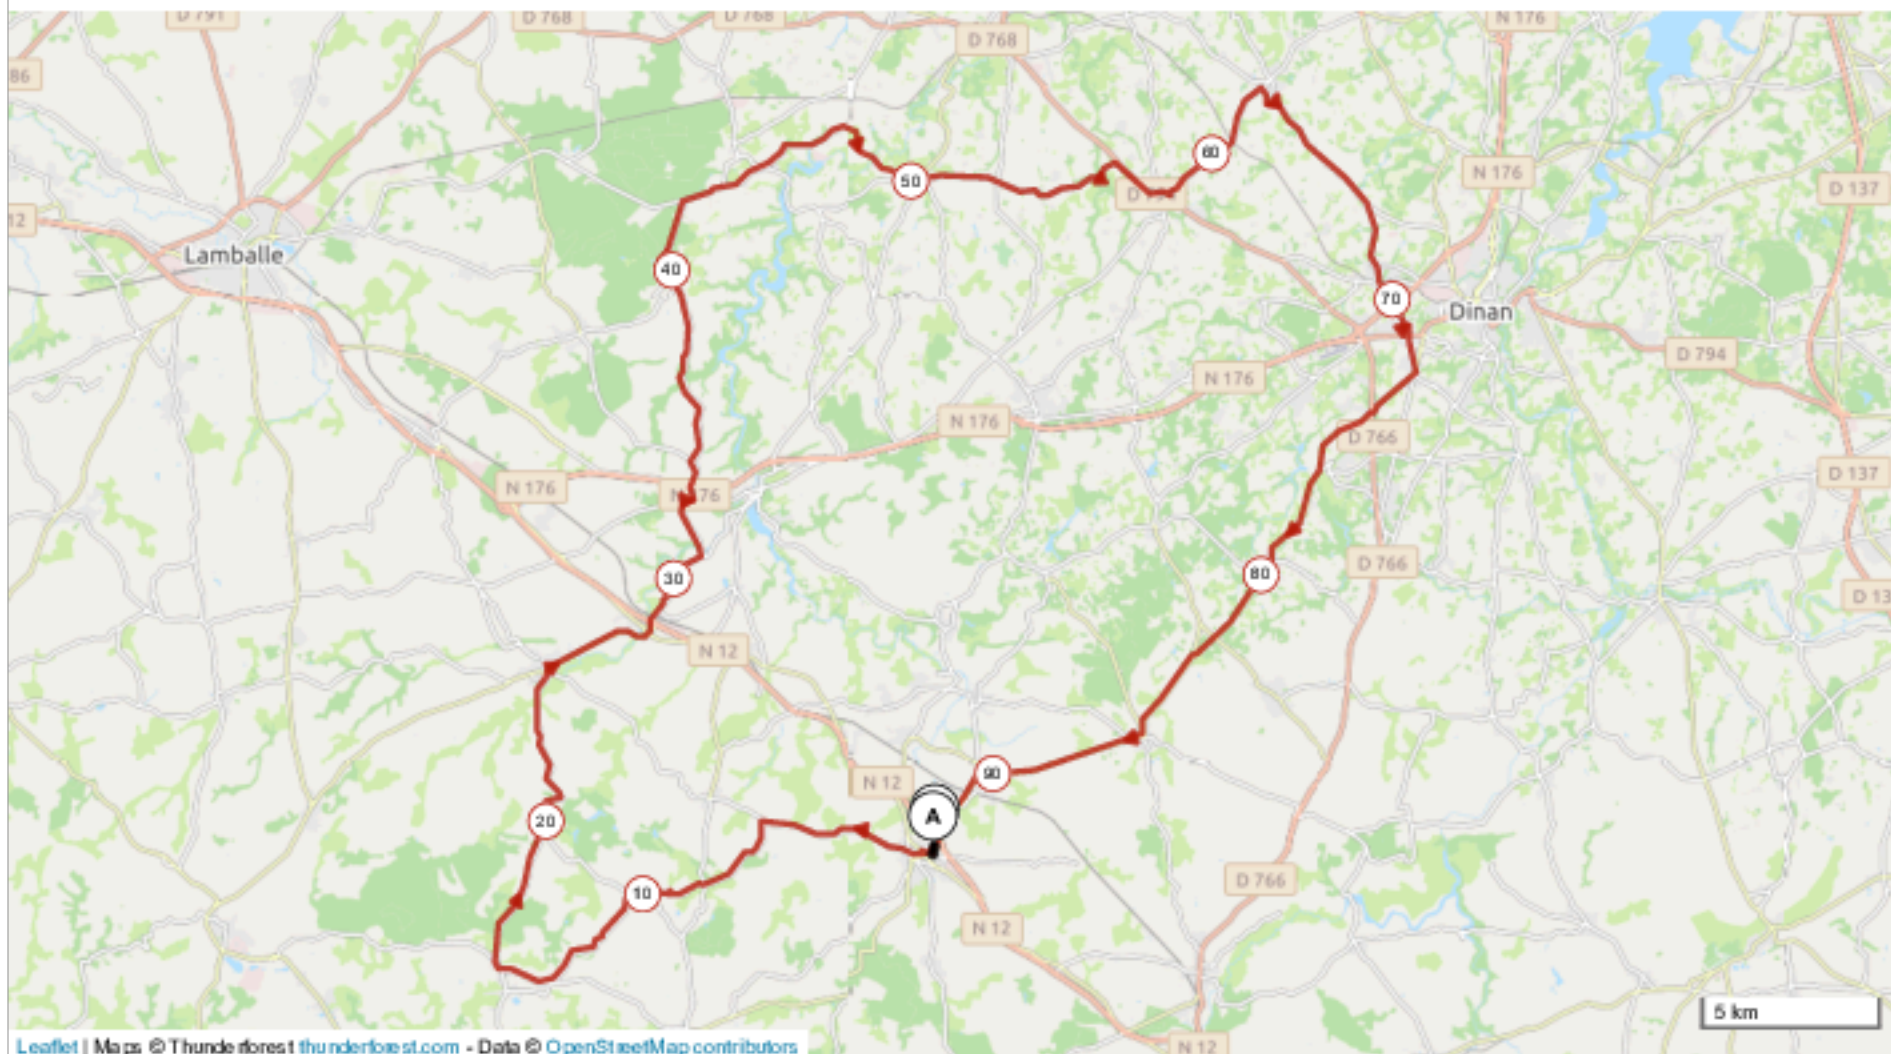 D 791
D 768
D 768
N 176
D 768
86
60
N 176
50
D 137
12
Lamballe
40
70
Dinan
D 794
N 176
N 176
D 766
N 176
D 137
D 766
30
80
D 13
N 12
90
N 12
A
20
D 766
10
N 12
5 km
N 12
Leaflet | Maps © Thunderforest thunderforest.com - Data © OpenStreetMap contributors